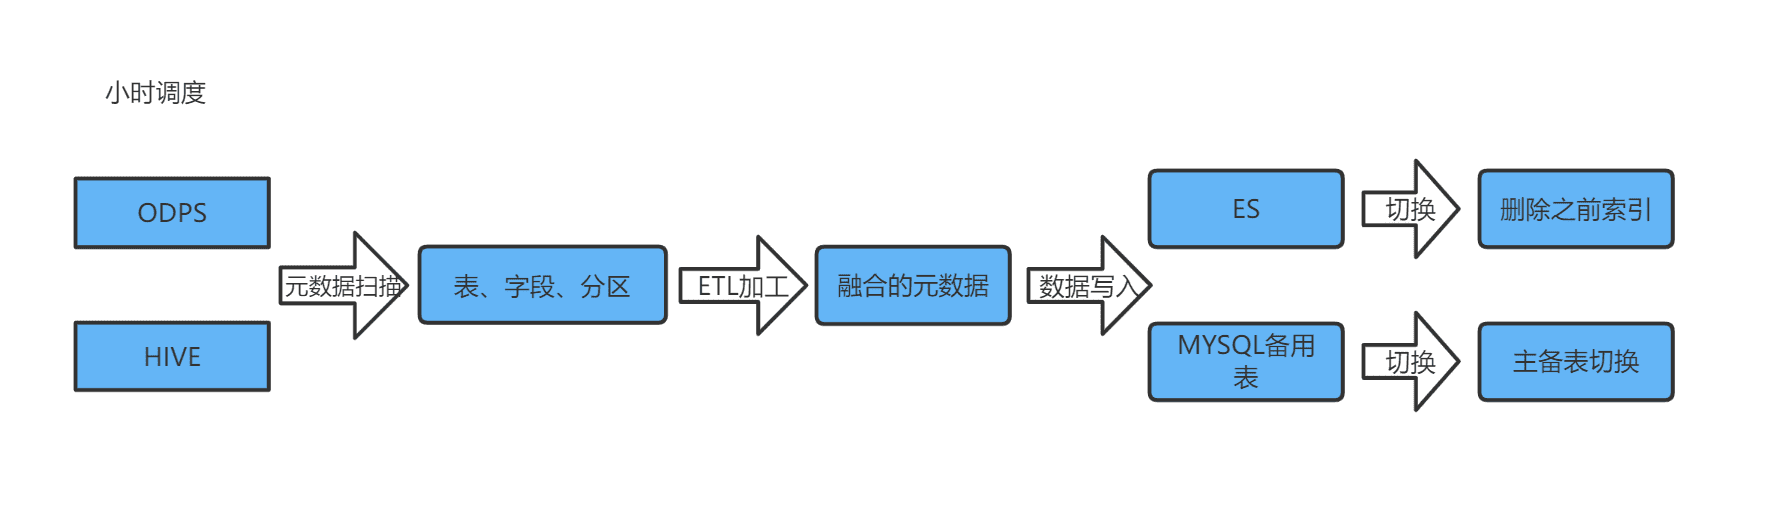 小时调度
ODPS
HIVE
元数据扫描
表、字段、分区
ETL加工
融合的元数据
数据写入
ES
切换
删除之前索引
MYSQL备用
表
切换
主备表切换